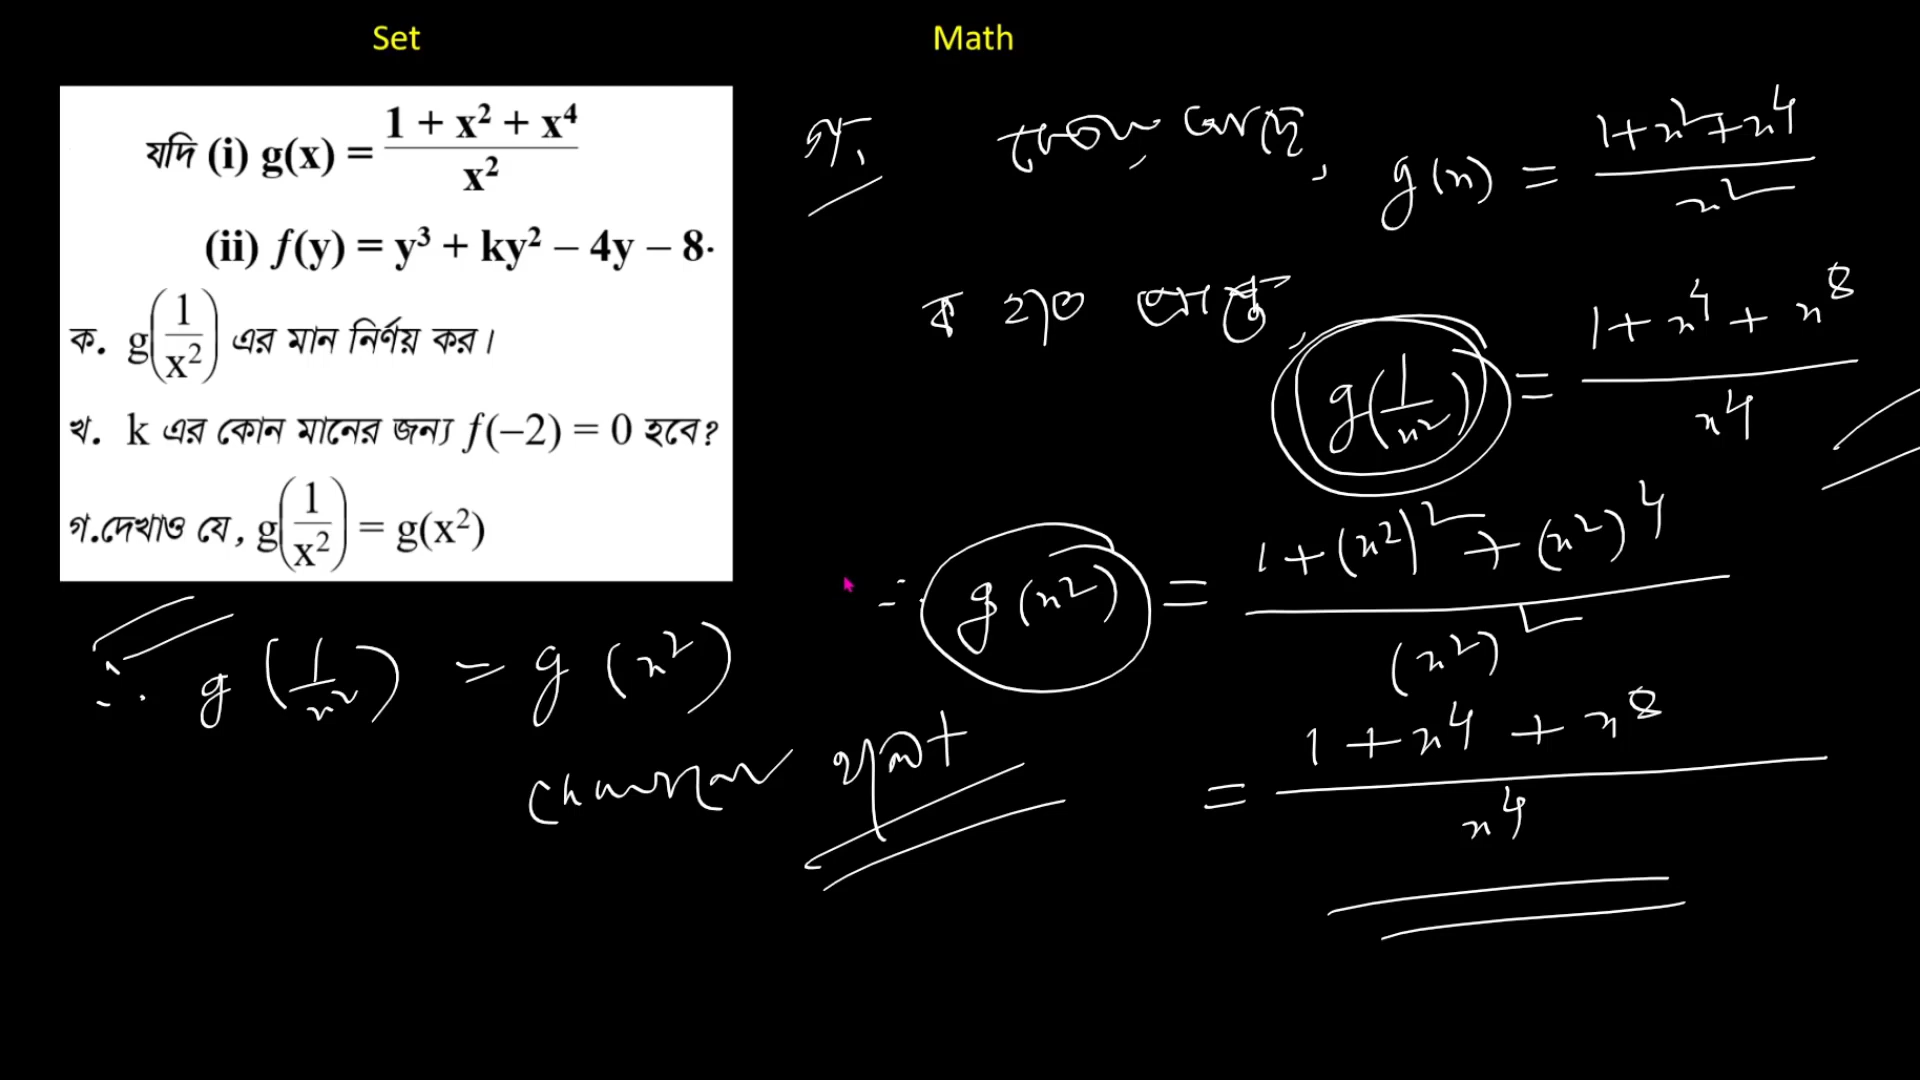 Set Math
যদি (i) g(x) = (1 + x² + x⁴) / x²
(ii) f(y) = y³ + ky² – 4y – 8·
ক. g(1/x²) এর মান নির্ণয় কর।
খ. k এর কোন মানের জন্য f(–2) = 0 হবে?
গ.দেখাও যে, g(1/x²) = g(x²)
∴ g(1/x²) = g(x²)
গ. দেওয়া আছে, g(x) = (1 + x² + x⁴) / x²
ক হতে প্রাপ্ত, g(1/x²) = (1 + x⁴ + x⁸) / x⁴
∴ g(x²) = (1 + (x²)² + (x²)⁴) / (x²)²
= (1 + x⁴ + x⁸) / x⁴